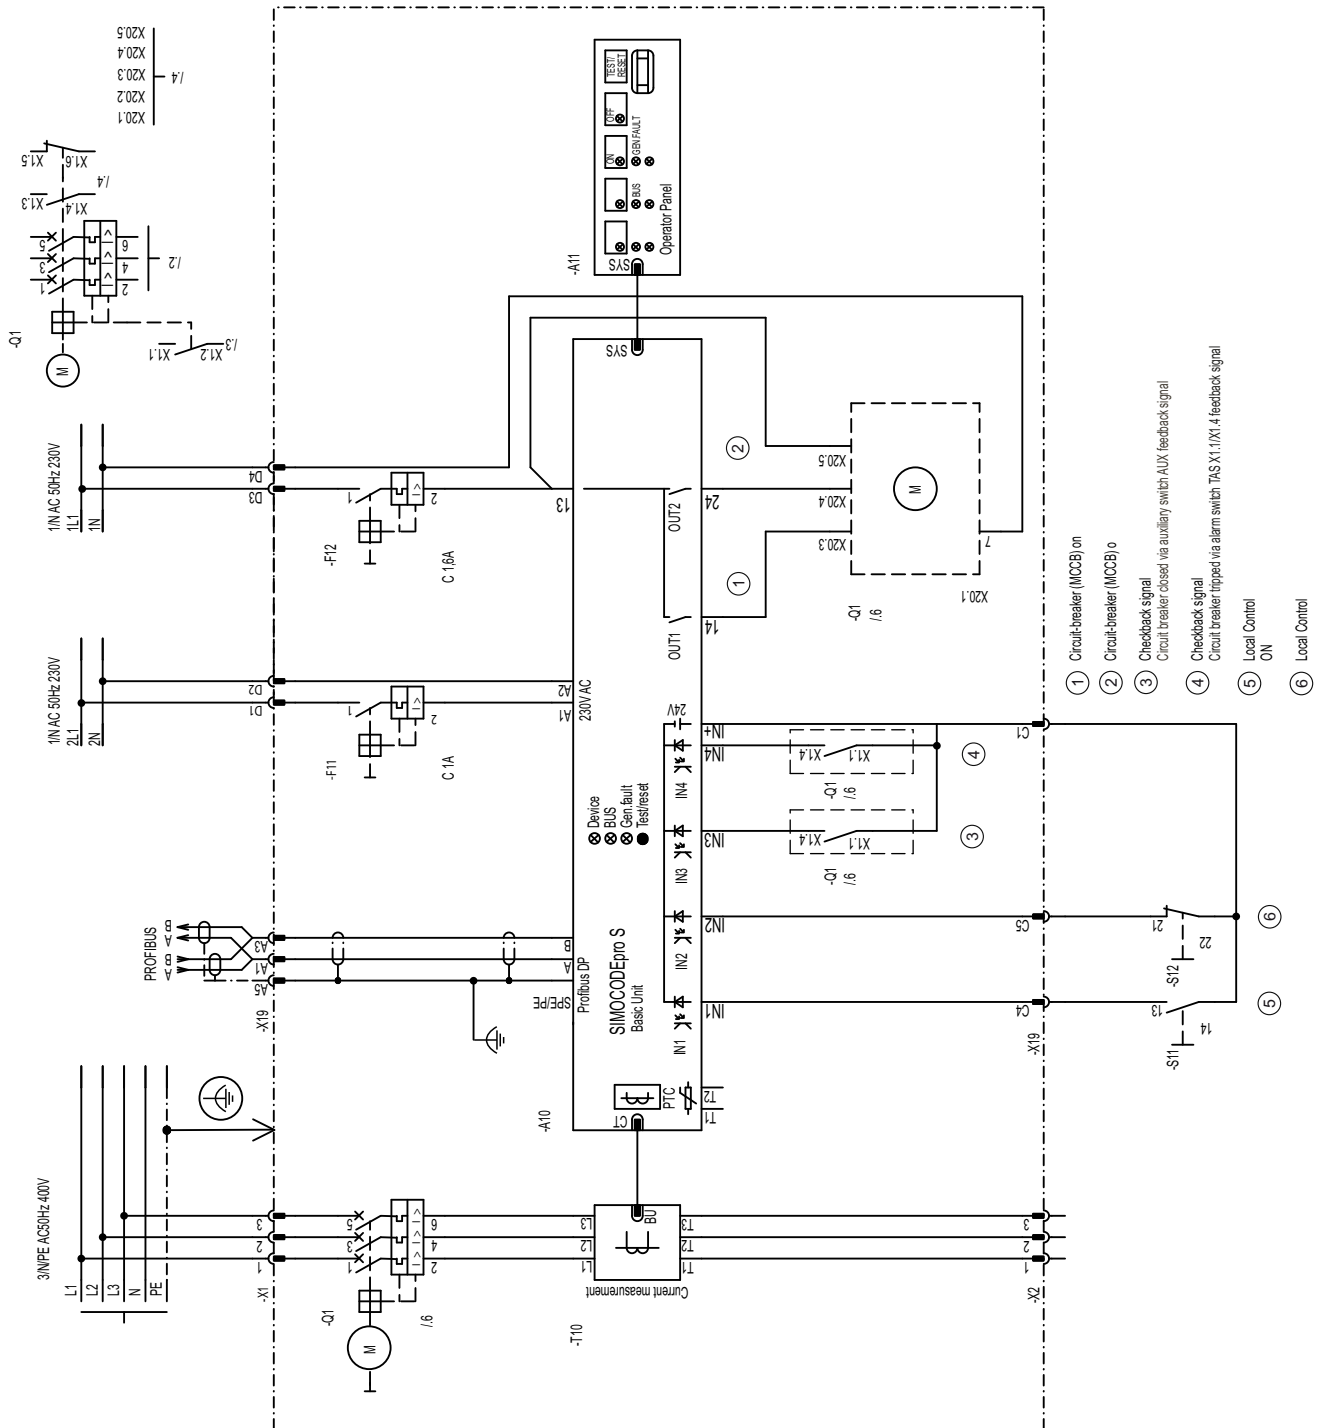 3/N/PE AC50Hz 400V
L1
L2
L3
N
PE
-X1
1
2
3
-Q1
M
1
3
5
2
4
6
/.6
-T10
Current measurement
L1
L2
L3
BU
T1
T2
T3
-X2
1
2
3
PROFIBUS
A
B
A
B
-X19
A5
A1
A3
SPE/PE
A
B
Profibus DP
-A10
SIMOCODEpro S
Basic Unit
CT
PTC
T1
T2
Device
BUS
Gen.fault
Test/reset
IN1
IN2
IN3
IN4
24V
IN1
IN2
IN3
IN4
IN+
-X19
C4
C5
C1
-S11
13
14
-S12
21
22
5
6
-Q1
/.6
X1.4
X1.1
3
-Q1
/.6
X1.4
X1.1
4
1/N AC 50Hz 230V
2L1
2N
D1
D2
-F11
1
2
C 1A
A1
A2
230V AC
1/N AC 50Hz 230V
1L1
1N
D3
D4
-F12
1
2
C 1,6A
13
OUT1
OUT2
14
24
1
2
-Q1
/.6
X20.3
X20.4
X20.5
M
X20.1
7
SYS
-A11
SYS
Operator Panel
BUS
GEN.FAULT
ON
OFF
TEST/
RESET
-Q1
M
1
3
5
2
4
6
/.2
X1.1
X1.2
/.3
X1.3
X1.4
/.4
X1.5
X1.6
X20.1
X20.2
X20.3
X20.4
X20.5
/.4
1 Circuit-breaker (MCCB) on
2 Circuit-breaker (MCCB) o
3 Checkback signal
Circuit breaker closed via auxiliary switch AUX feedback signal
4 Checkback signal
Circuit breaker tripped via alarm switch TAS X1.1/X1.4 feedback signal
5 Local Control
ON
6 Local Control